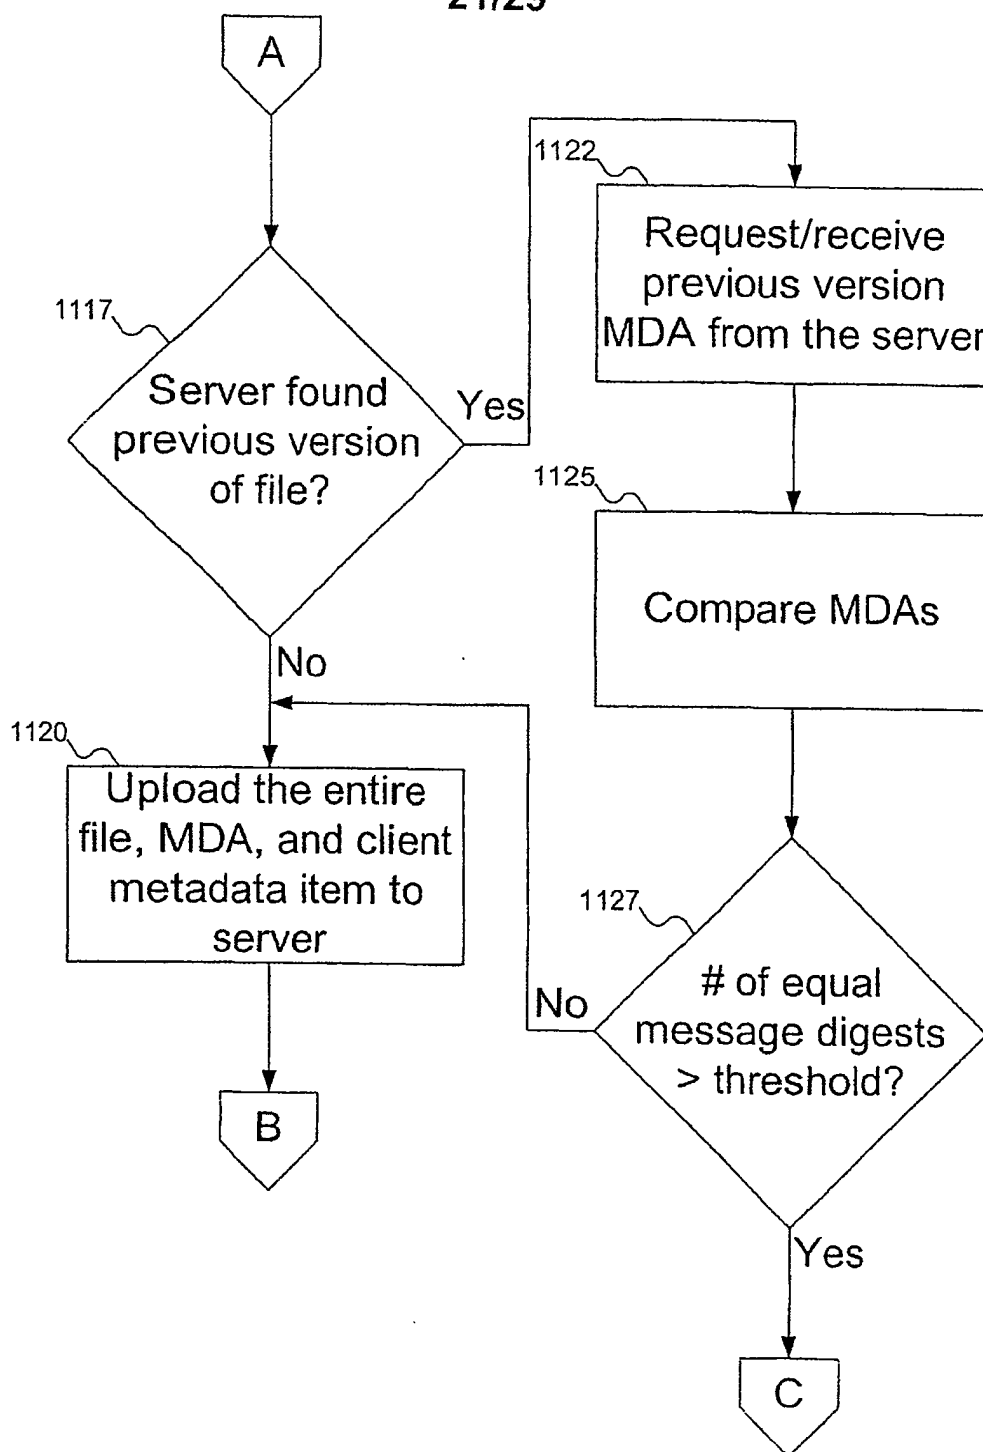 21/29
A
1122
Request/receive
previous version
MDA from the server
1117
Server found
previous version
of file?
Yes
1125
Compare MDAs
No
1120
Upload the entire
file, MDA, and client
metadata item to
server
1127
# of equal
message digests
> threshold?
No
B
Yes
C